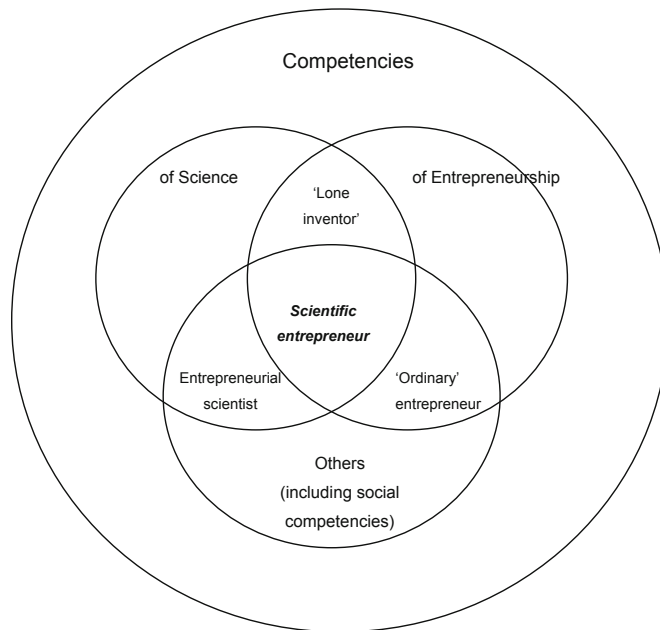 Competencies
of Science
of Entrepreneurship
‘Lone
inventor’
Scientific
entrepreneur
Entrepreneurial
scientist
‘Ordinary’
entrepreneur
Others
(including social
competencies)